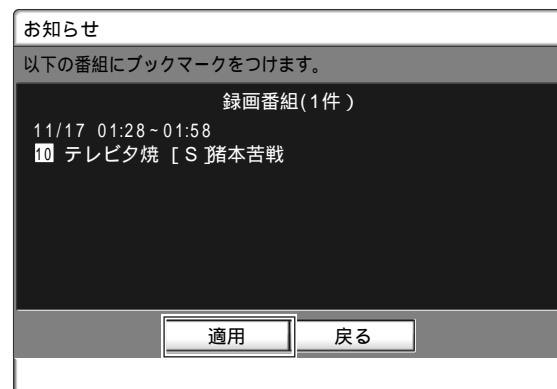 お知らせ
以下の番組にブックマークをつけます。
録画番組(1件)
11/17 01:28~01:58
10 テレビタ焼 [S]猪本苦戦
適用 戻る